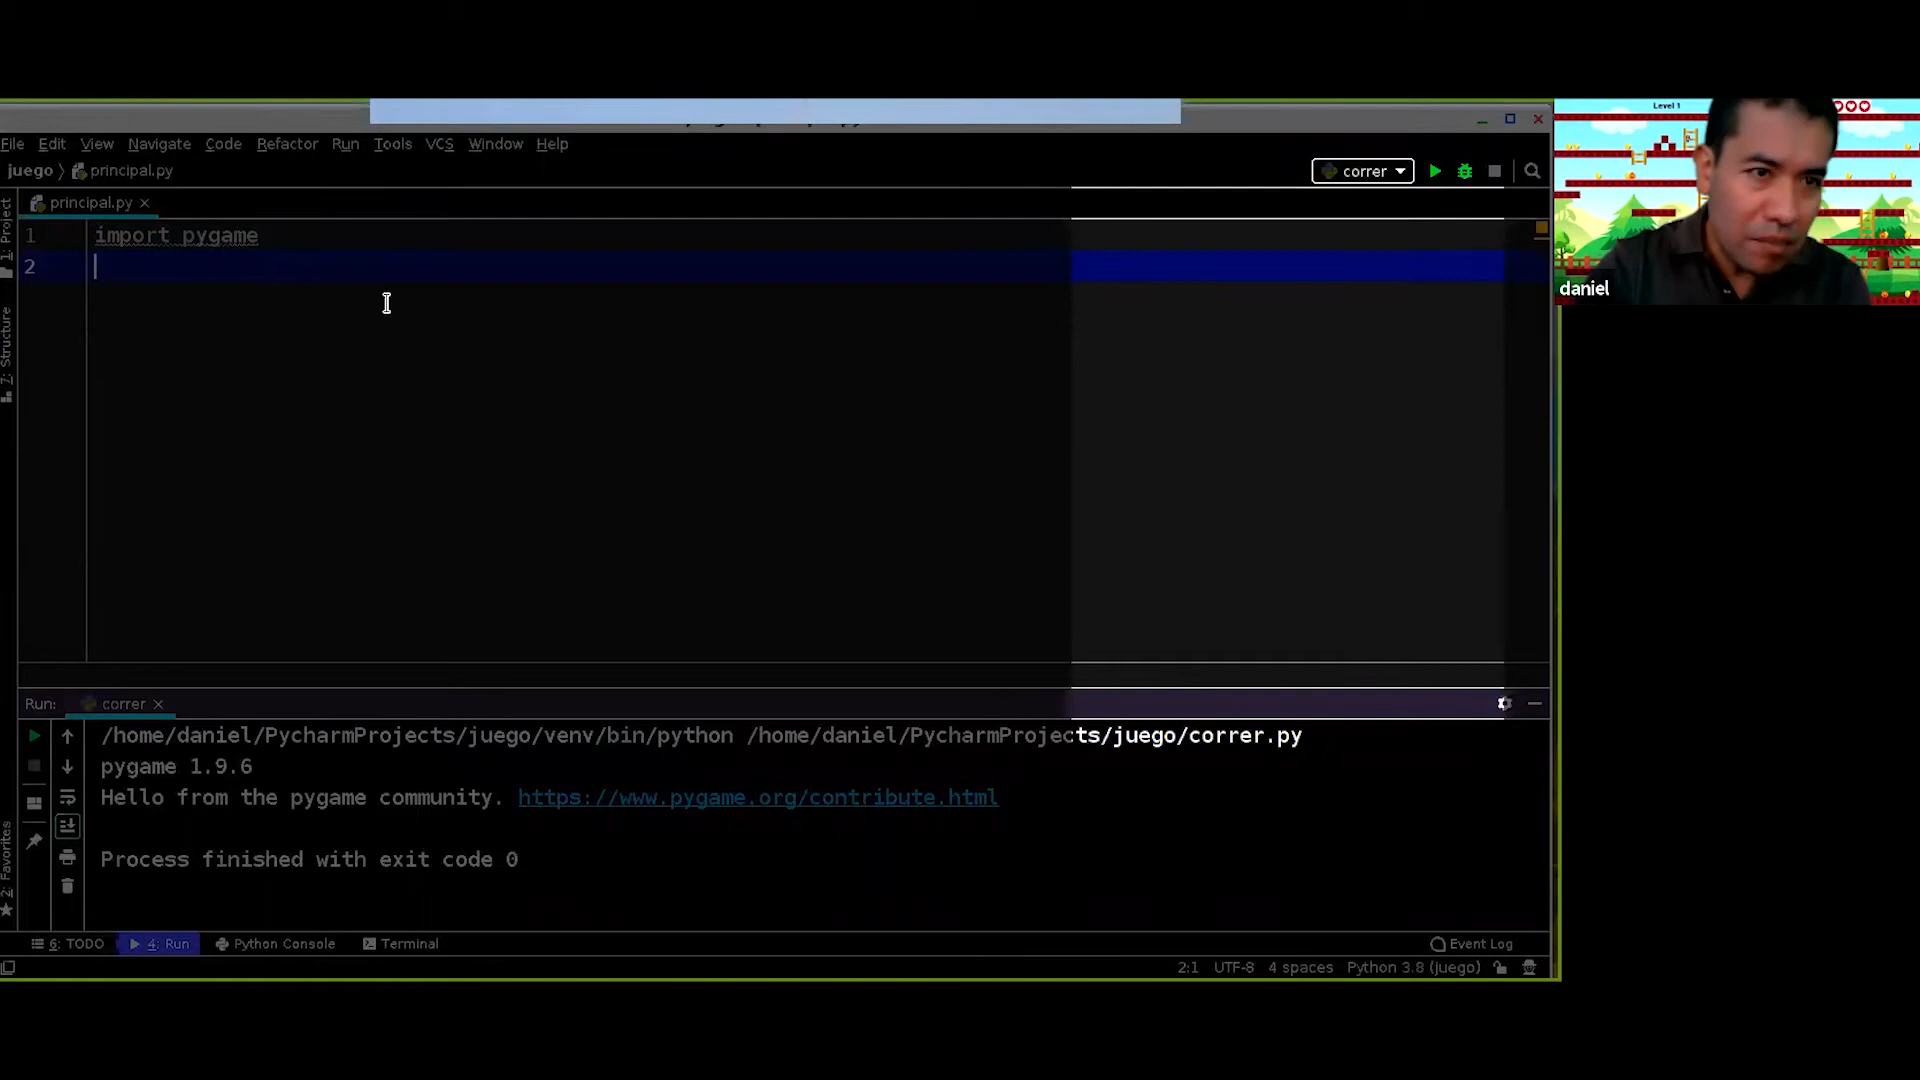 File Edit View Navigate Code Refactor Run Tools VCS Window Help
juego principal.py
correr
principal.py
1 import pygame
2
1: Project
7: Structure
2: Favorites
Run: correr
/home/daniel/PycharmProjects/juego/venv/bin/python /home/daniel/PycharmProjects/juego/correr.py
pygame 1.9.6
Hello from the pygame community. https://www.pygame.org/contribute.html
Process finished with exit code 0
6: TODO 4: Run Python Console Terminal Event Log
2:1 UTF-8 4 spaces Python 3.8 (juego)
Level 1
daniel